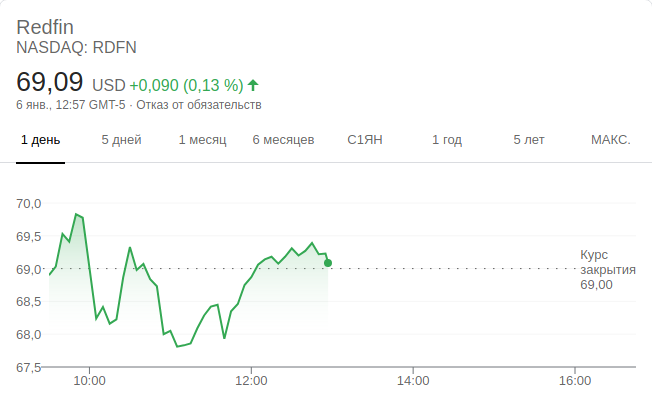 Redfin
NASDAQ: RDFN
69,09 USD +0,090 (0,13 %)
6 янв., 12:57 GMT-5 · Отказ от обязательств
1 день 5 дней 1 месяц 6 месяцев С1ЯН 1 год 5 лет МАКС.
70,0
69,5
69,0
68,5
68,0
67,5
Курс
закрытия
69,00
10:00 12:00 14:00 16:00